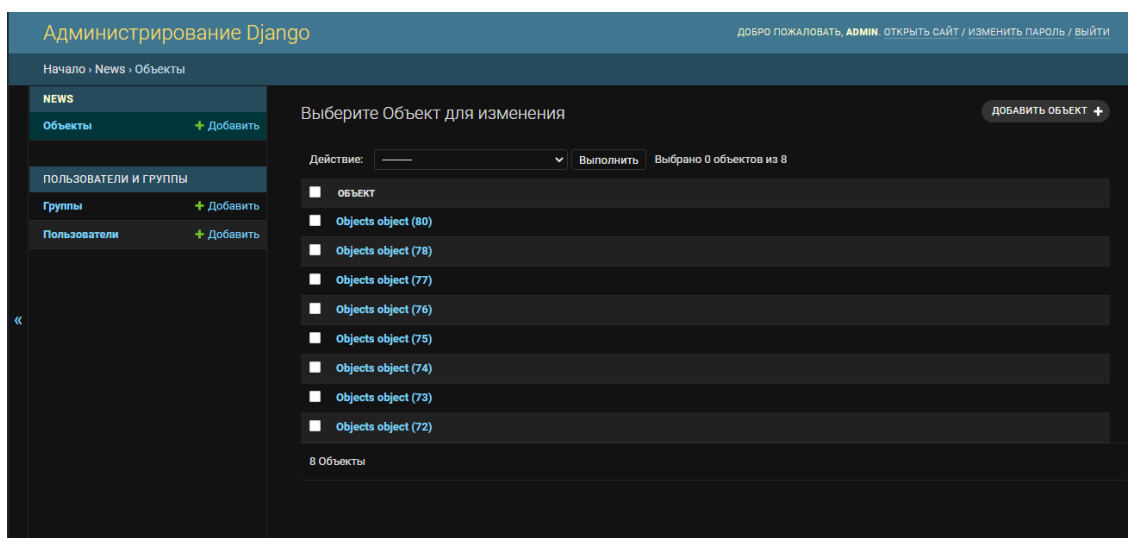 Администрирование Django
ДОБРО ПОЖАЛОВАТЬ, ADMIN. ОТКРЫТЬ САЙТ / ИЗМЕНИТЬ ПАРОЛЬ / ВЫЙТИ
Начало › News › Объекты
NEWS
Объекты + Добавить
ПОЛЬЗОВАТЕЛИ И ГРУППЫ
Группы + Добавить
Пользователи + Добавить
«
Выберите Объект для изменения
ДОБАВИТЬ ОБЪЕКТ +
Действие: --------- Выполнить Выбрано 0 объектов из 8
ОБЪЕКТ
Objects object (80)
Objects object (78)
Objects object (77)
Objects object (76)
Objects object (75)
Objects object (74)
Objects object (73)
Objects object (72)
8 Объекты